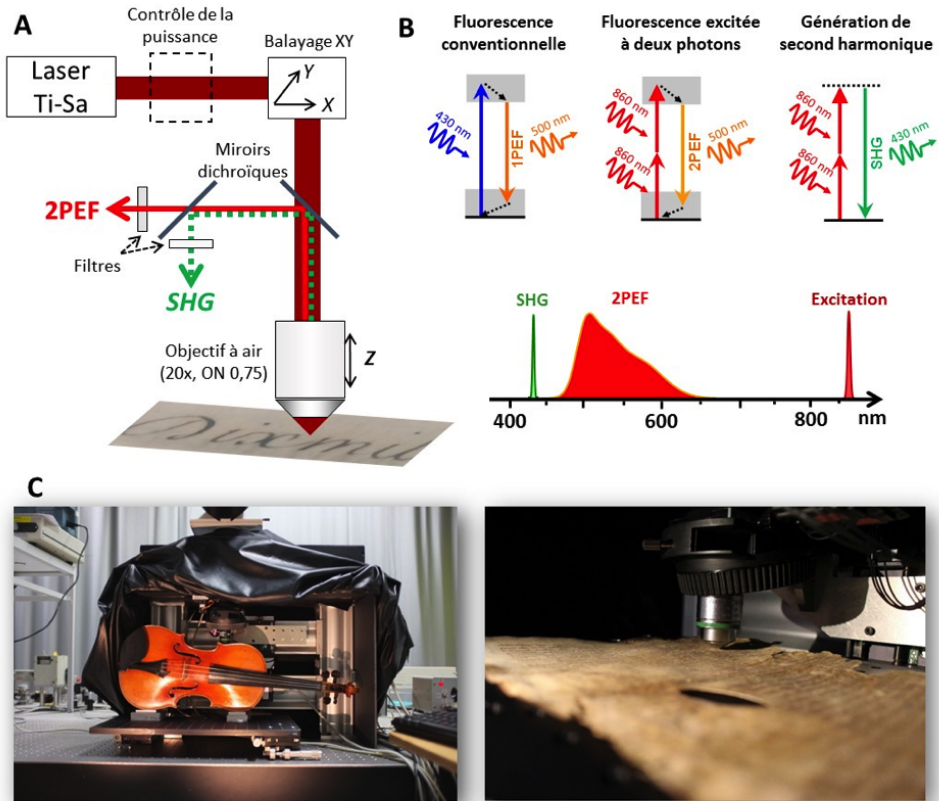 A
Contrôle de la
puissance
Laser
Ti-Sa
Balayage XY
Y
X
Miroirs
dichroïques
2PEF
Filtres
SHG
Objectif à air
(20x, ON 0,75)
Z
Dixmil
B
Fluorescence
conventionnelle
430 nm
1PEF
500 nm
Fluorescence excitée
à deux photons
860 nm
860 nm
2PEF
500 nm
Génération de
second harmonique
860 nm
860 nm
SHG
430 nm
SHG
2PEF
Excitation
400
600
800
nm
C